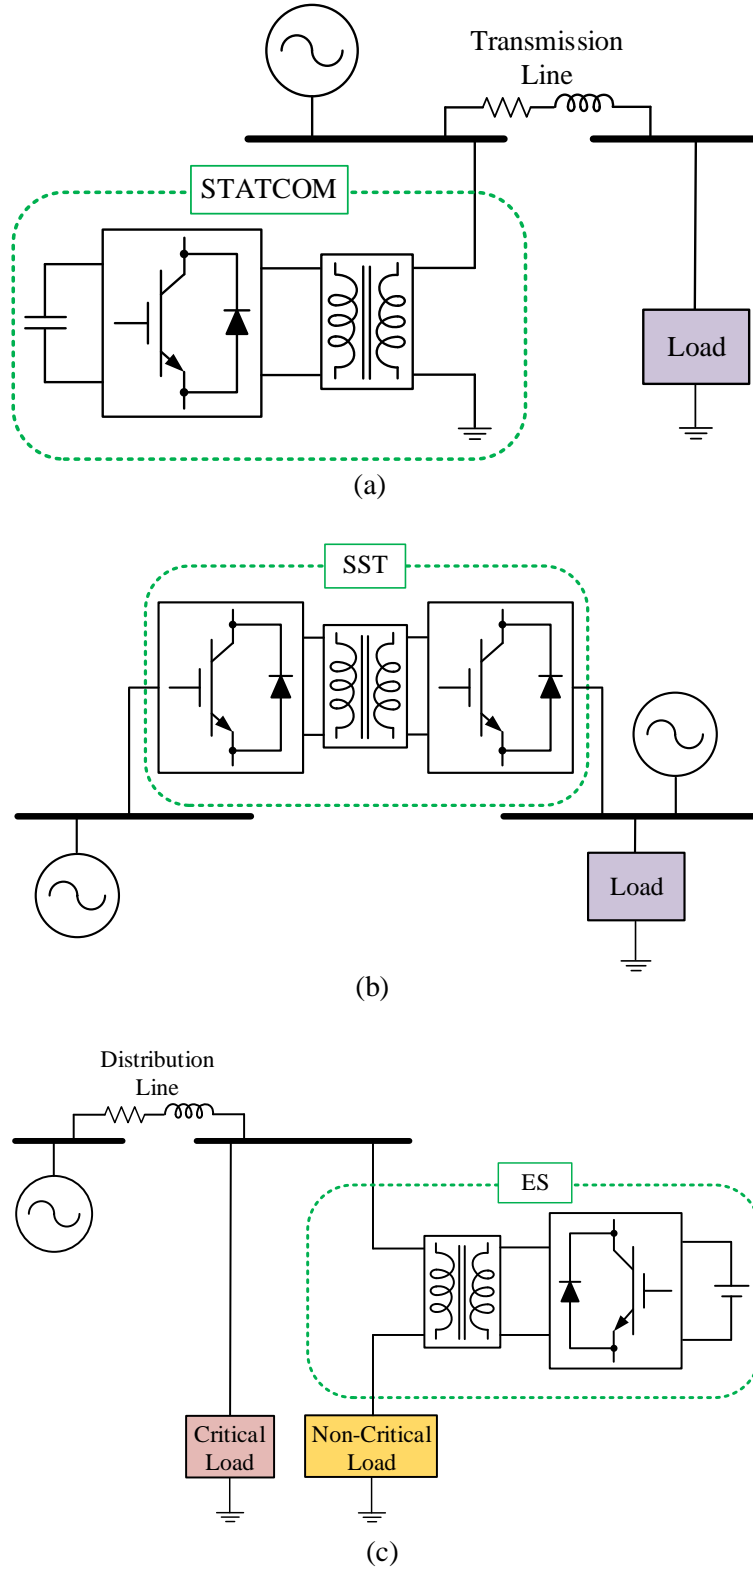 Transmission
Line
STATCOM
Load
(a)
SST
Load
(b)
Distribution
Line
ES
Critical
Load
Non-Critical
Load
(c)